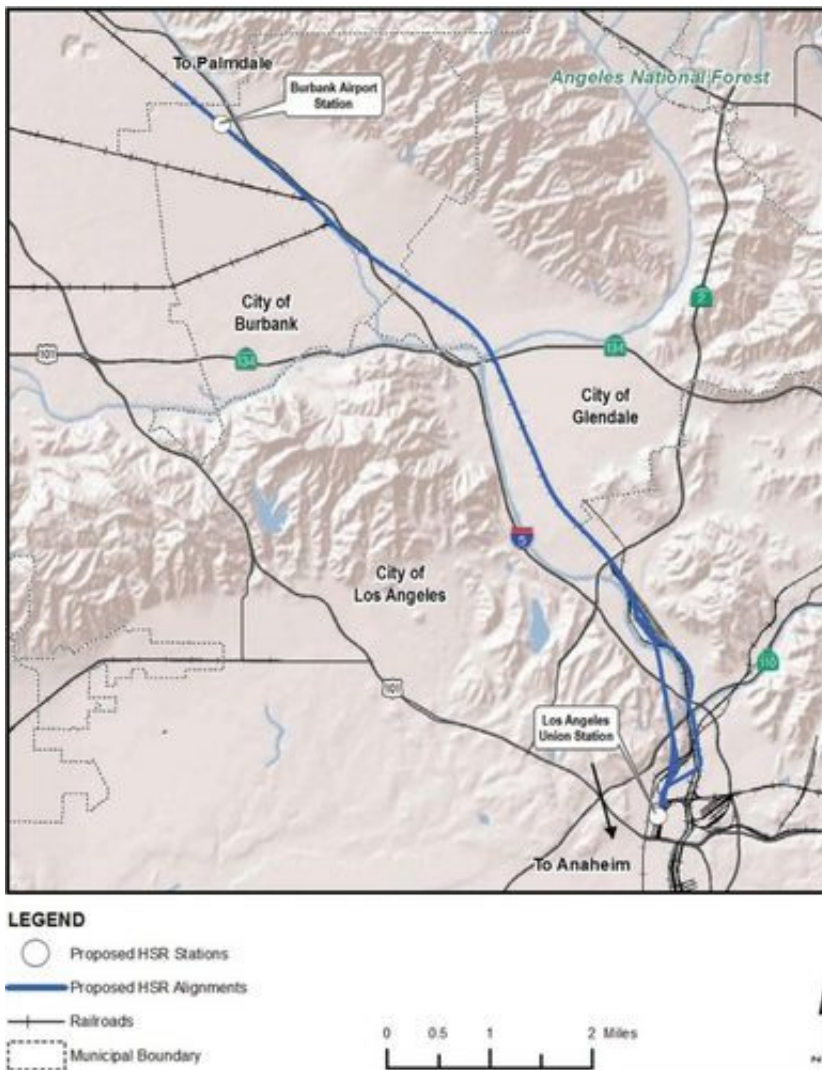 To Palmdale
Burbank Airport
Station
Angeles National Forest
2
City of
Burbank
101
134
134
City of
Glendale
5
City of
Los Angeles
110
101
Los Angeles
Union Station
To Anaheim
LEGEND
Proposed HSR Stations
Proposed HSR Alignments
Railroads
Municipal Boundary
0 0.5 1 2 Miles